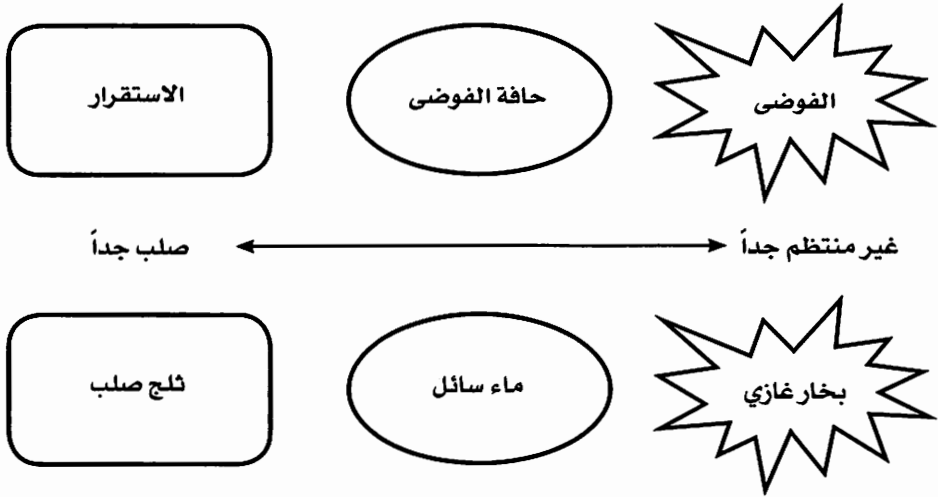 الفوضى
حافة الفوضى
الاستقرار
غير منتظم جداً
صلب جداً
بخار غازي
ماء سائل
ثلج صلب